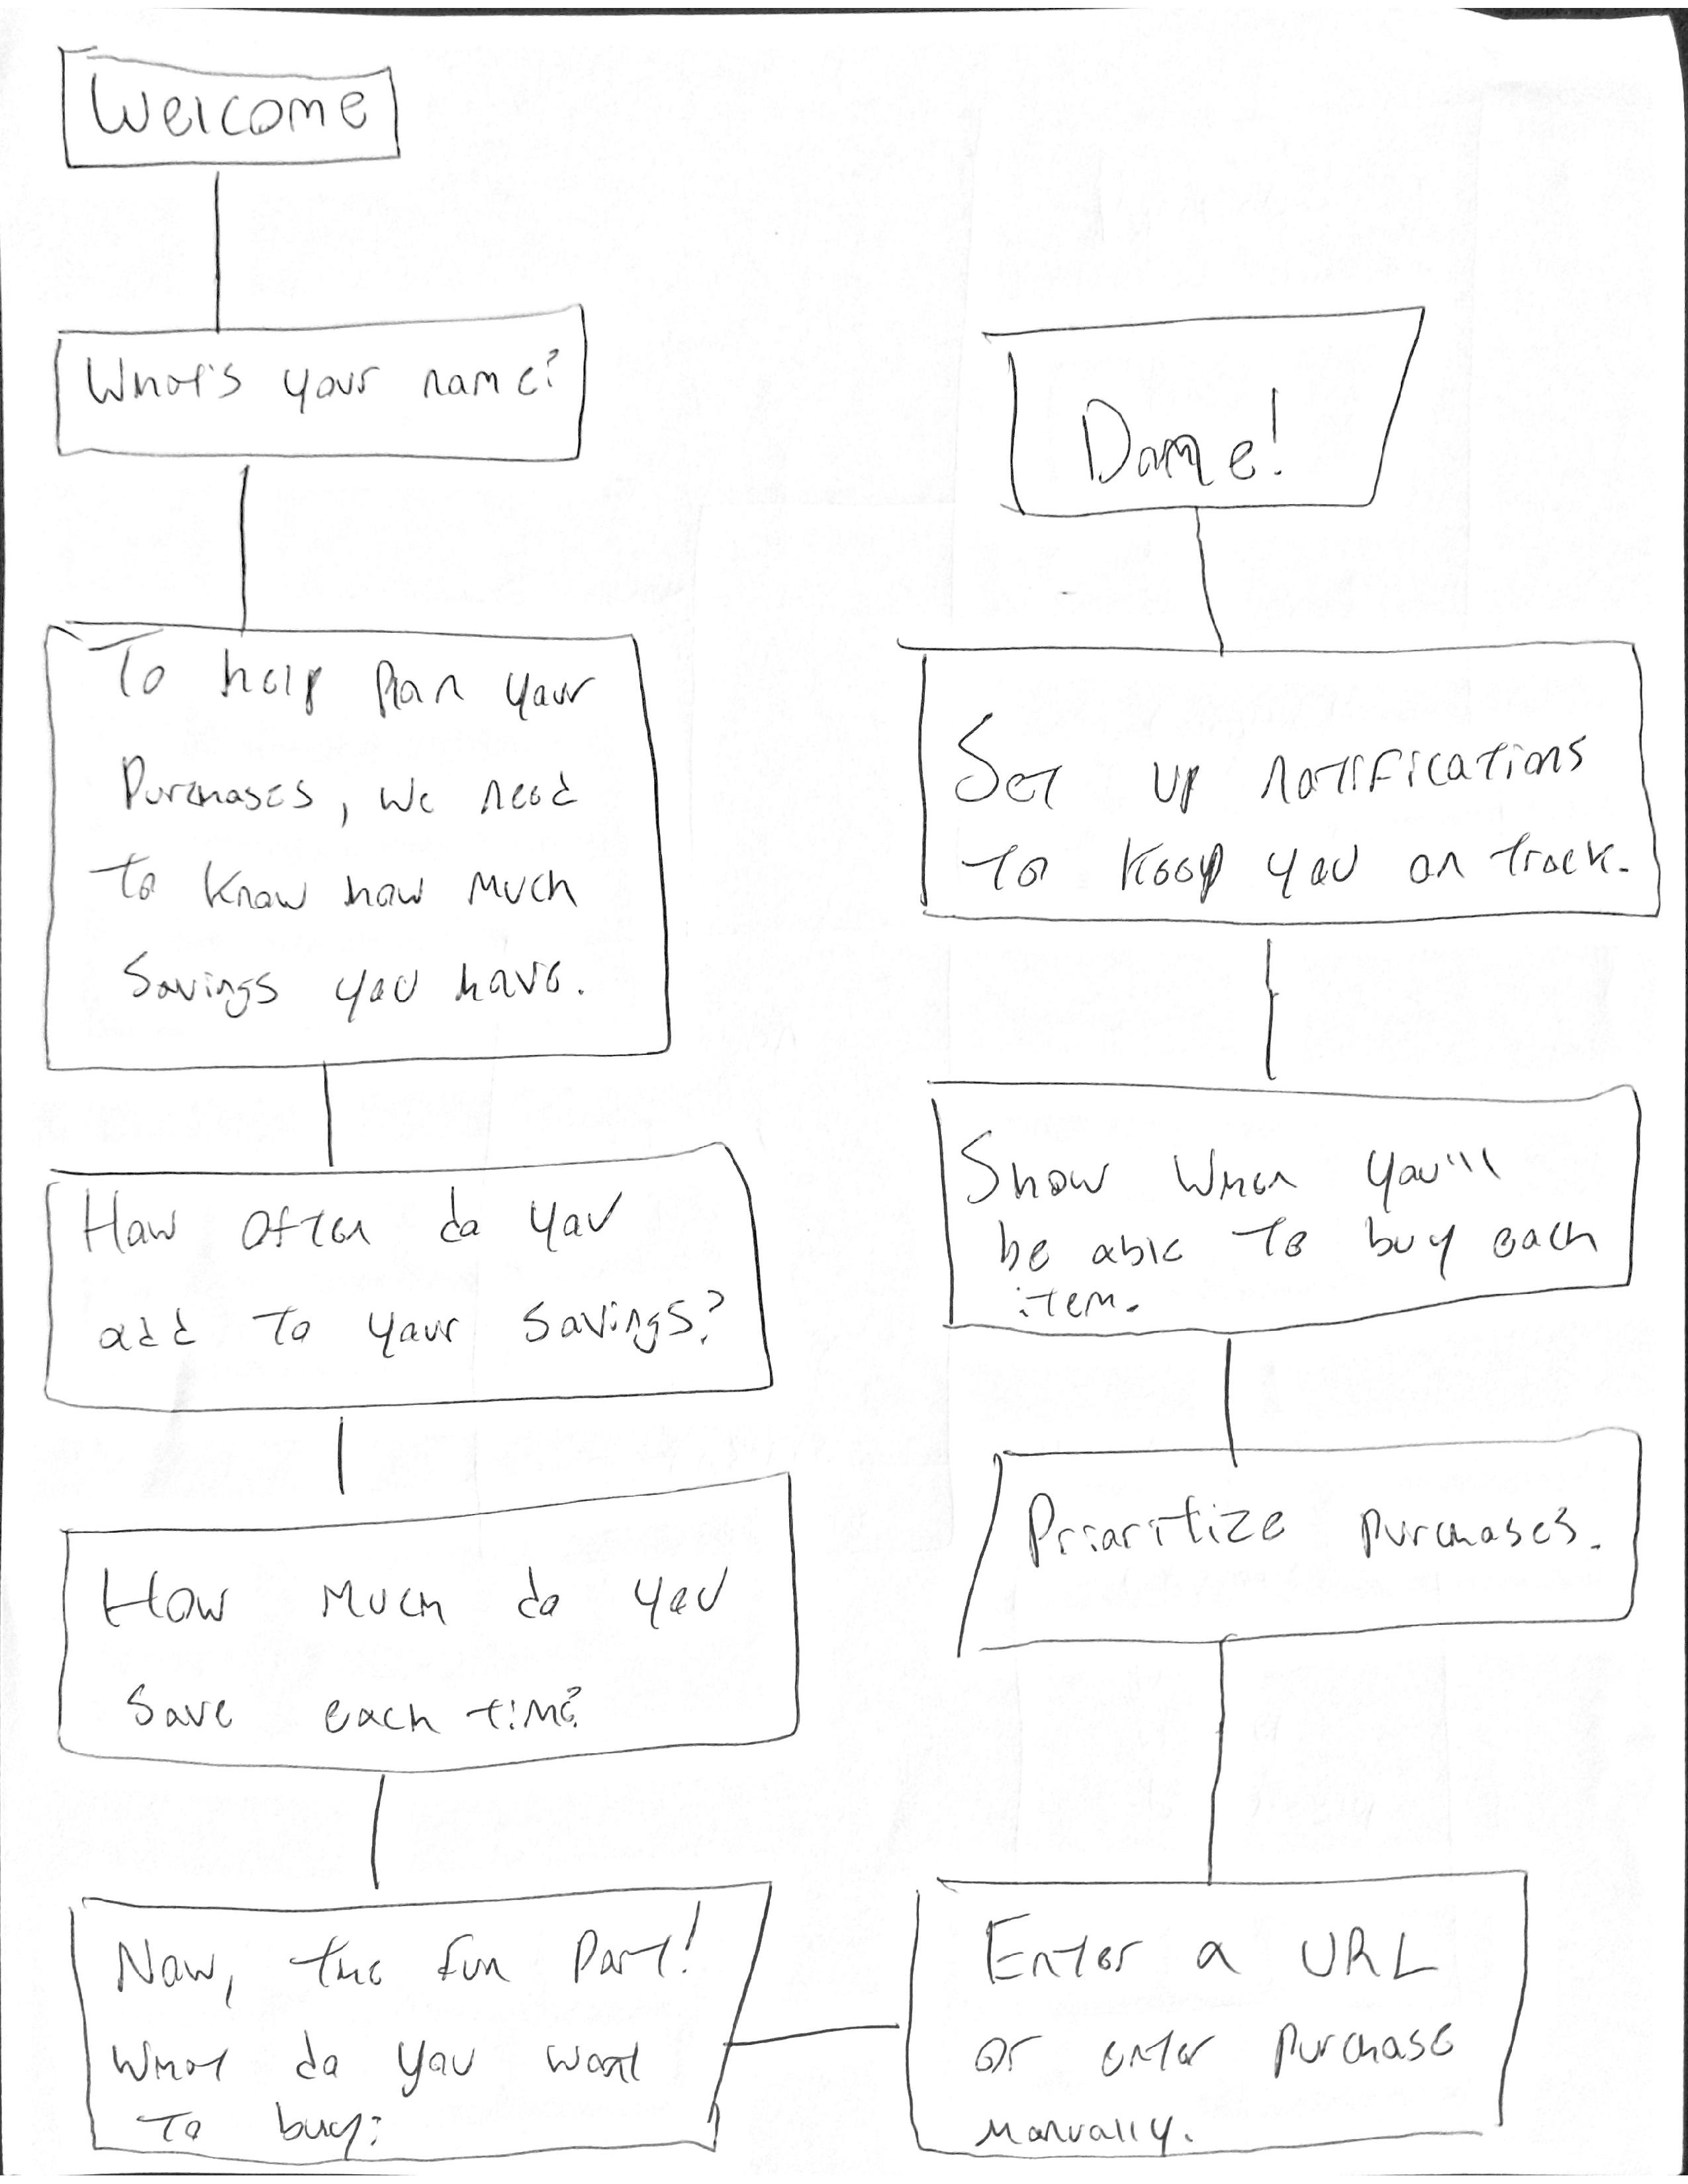 Welcome
What's your name?
To help plan your
purchases, we need
to know how much
savings you have.
How often do you
add to your savings?
How much do you
save each time?
Now, the fun part!
What do you want
to buy?
Enter a URL
or enter purchase
manually.
Prioritize purchases.
Show when you'll
be able to buy each
item.
Set up notifications
to keep you on track.
Done!